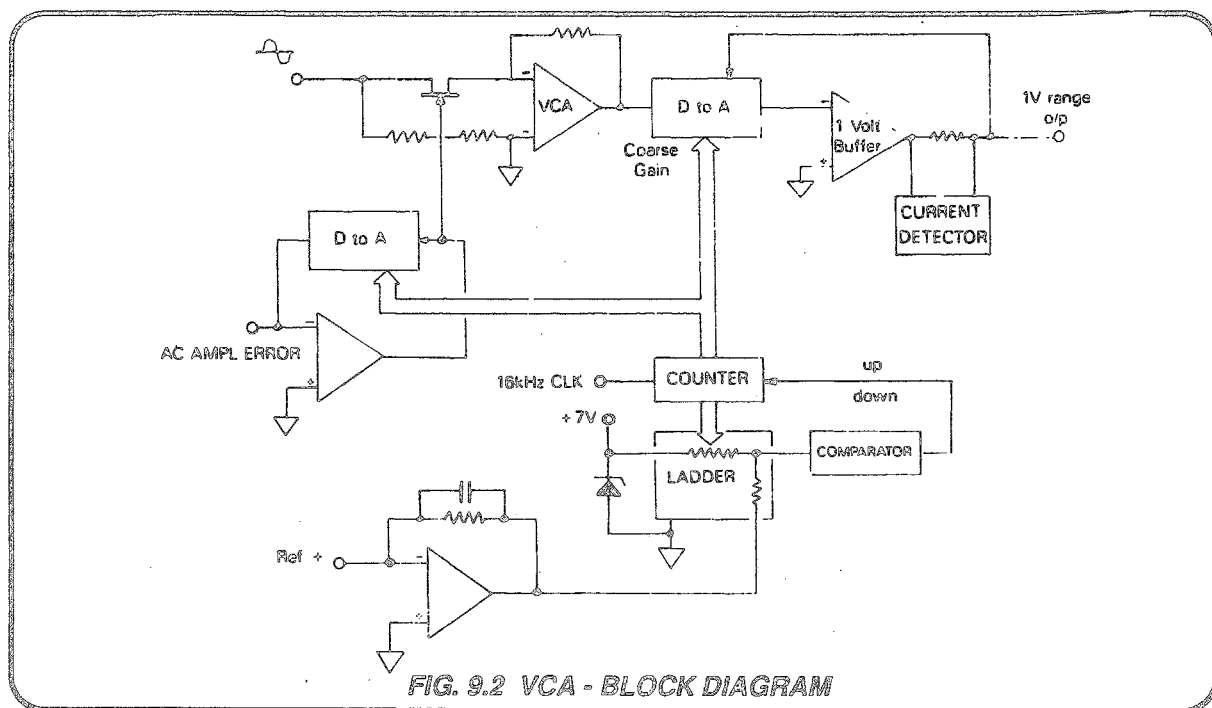 VCA
D to A
Coarse
Gain
1 Volt
Buffer
1V range
o/p
CURRENT
DETECTOR
D to A
AC AMPL ERROR
16kHz CLK
COUNTER
up
down
+7V
LADDER
COMPARATOR
Ref +
FIG. 9.2 VCA - BLOCK DIAGRAM